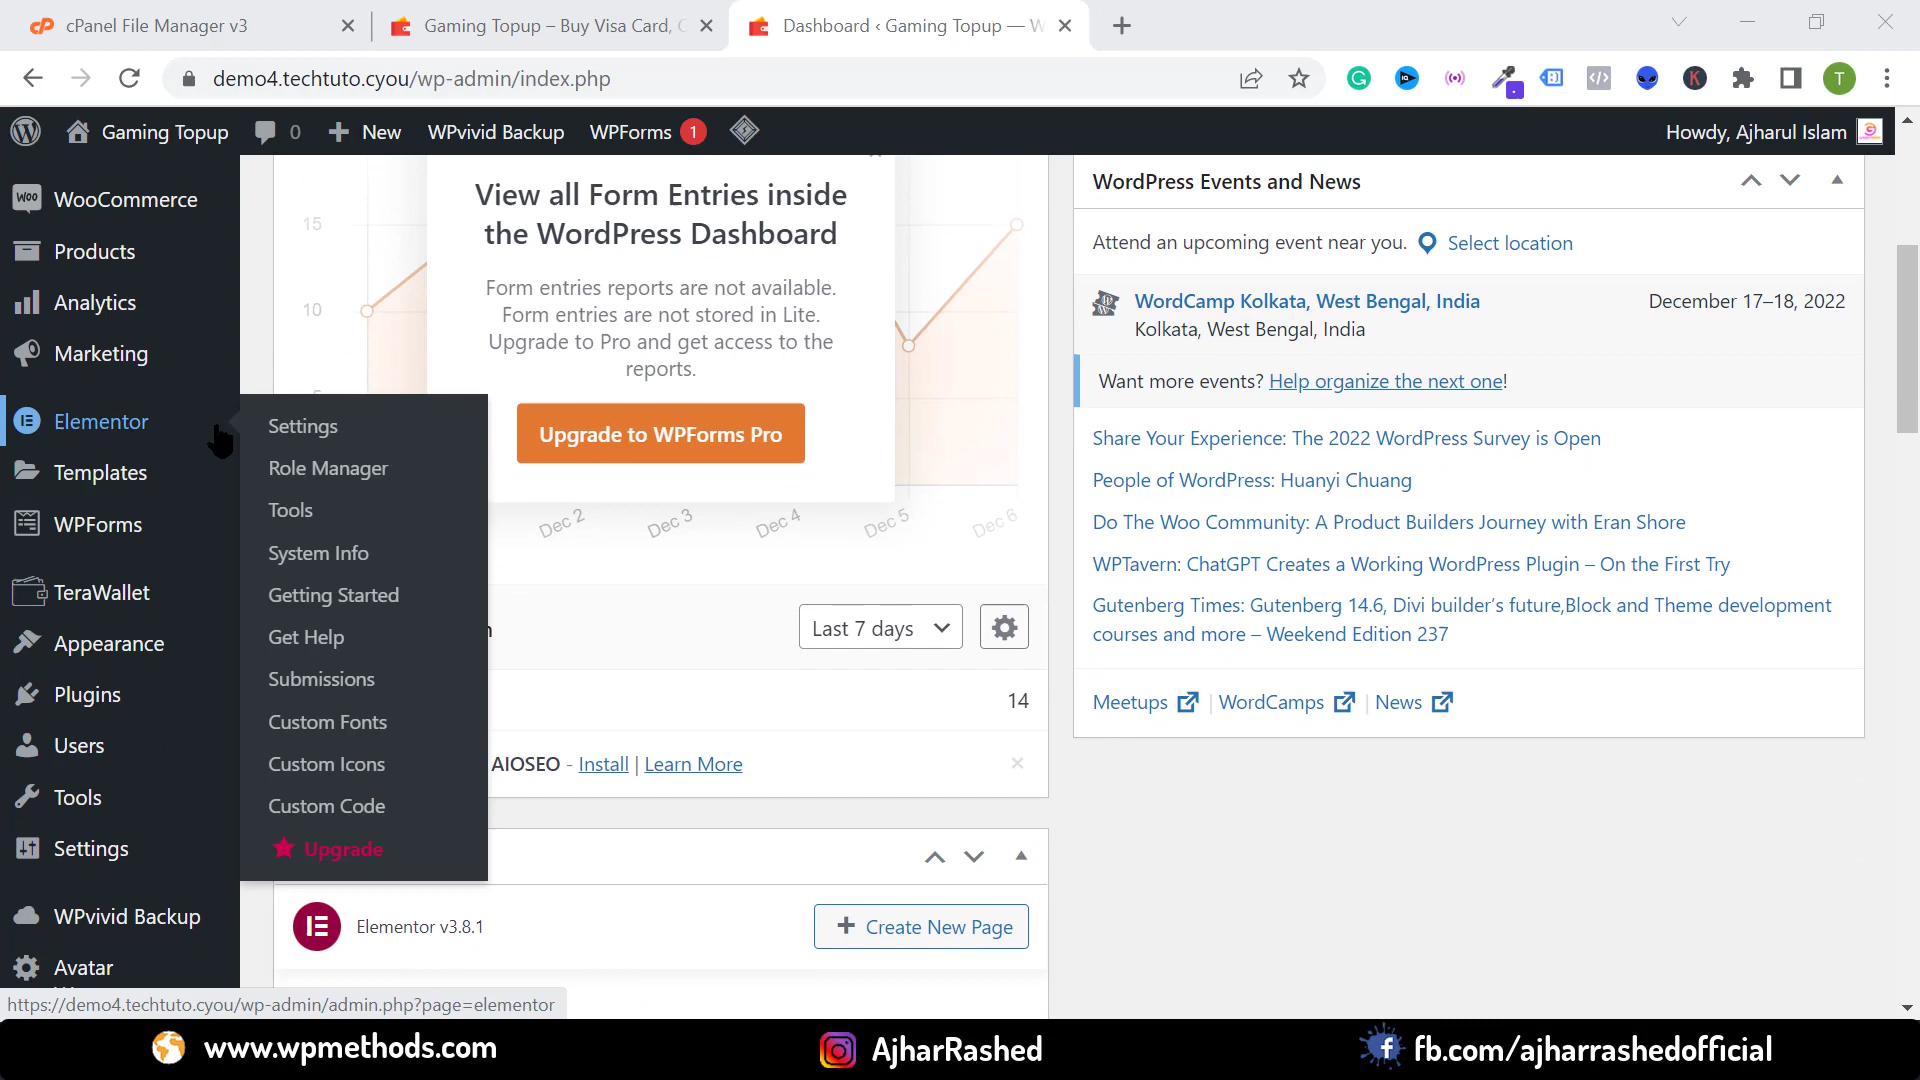 cPanel File Manager v3
Gaming Topup – Buy Visa Card, C
Dashboard ‹ Gaming Topup — W
demo4.techtuto.cyou/wp-admin/index.php
T
Gaming Topup
0
New
WPvivid Backup
WPForms
1
Howdy, Ajharul Islam
WooCommerce
Products
Analytics
Marketing
Elementor
Templates
WPForms
TeraWallet
Appearance
Plugins
Users
Tools
Settings
WPvivid Backup
Avatar
Settings
Role Manager
Tools
System Info
Getting Started
Get Help
Submissions
Custom Fonts
Custom Icons
Custom Code
Upgrade
15
10
View all Form Entries inside
the WordPress Dashboard
Form entries reports are not available.
Form entries are not stored in Lite.
Upgrade to Pro and get access to the
reports.
Upgrade to WPForms Pro
Dec 2
Dec 3
Dec 4
Dec 5
Dec 6
Last 7 days
14
AIOSEO - Install | Learn More
Elementor v3.8.1
Create New Page
WordPress Events and News
Attend an upcoming event near you.
Select location
WordCamp Kolkata, West Bengal, India
December 17–18, 2022
Kolkata, West Bengal, India
Want more events? Help organize the next one!
Share Your Experience: The 2022 WordPress Survey is Open
People of WordPress: Huanyi Chuang
Do The Woo Community: A Product Builders Journey with Eran Shore
WPTavern: ChatGPT Creates a Working WordPress Plugin – On the First Try
Gutenberg Times: Gutenberg 14.6, Divi builder’s future,Block and Theme development
courses and more – Weekend Edition 237
Meetups | WordCamps | News
https://demo4.techtuto.cyou/wp-admin/admin.php?page=elementor
www.wpmethods.com
AjharRashed
fb.com/ajharrashedofficial